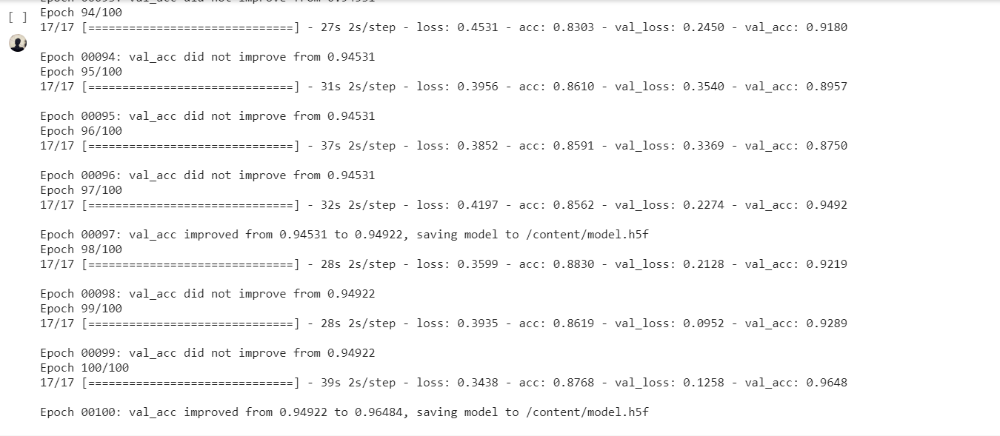 Epoch 00093: val_acc did not improve from 0.94531
[ ] Epoch 94/100
17/17 [==============================] - 27s 2s/step - loss: 0.4531 - acc: 0.8303 - val_loss: 0.2450 - val_acc: 0.9180
Epoch 00094: val_acc did not improve from 0.94531
Epoch 95/100
17/17 [==============================] - 31s 2s/step - loss: 0.3956 - acc: 0.8610 - val_loss: 0.3540 - val_acc: 0.8957
Epoch 00095: val_acc did not improve from 0.94531
Epoch 96/100
17/17 [==============================] - 37s 2s/step - loss: 0.3852 - acc: 0.8591 - val_loss: 0.3369 - val_acc: 0.8750
Epoch 00096: val_acc did not improve from 0.94531
Epoch 97/100
17/17 [==============================] - 32s 2s/step - loss: 0.4197 - acc: 0.8562 - val_loss: 0.2274 - val_acc: 0.9492
Epoch 00097: val_acc improved from 0.94531 to 0.94922, saving model to /content/model.h5f
Epoch 98/100
17/17 [==============================] - 28s 2s/step - loss: 0.3599 - acc: 0.8830 - val_loss: 0.2128 - val_acc: 0.9219
Epoch 00098: val_acc did not improve from 0.94922
Epoch 99/100
17/17 [==============================] - 28s 2s/step - loss: 0.3935 - acc: 0.8619 - val_loss: 0.0952 - val_acc: 0.9289
Epoch 00099: val_acc did not improve from 0.94922
Epoch 100/100
17/17 [==============================] - 39s 2s/step - loss: 0.3438 - acc: 0.8768 - val_loss: 0.1258 - val_acc: 0.9648
Epoch 00100: val_acc improved from 0.94922 to 0.96484, saving model to /content/model.h5f